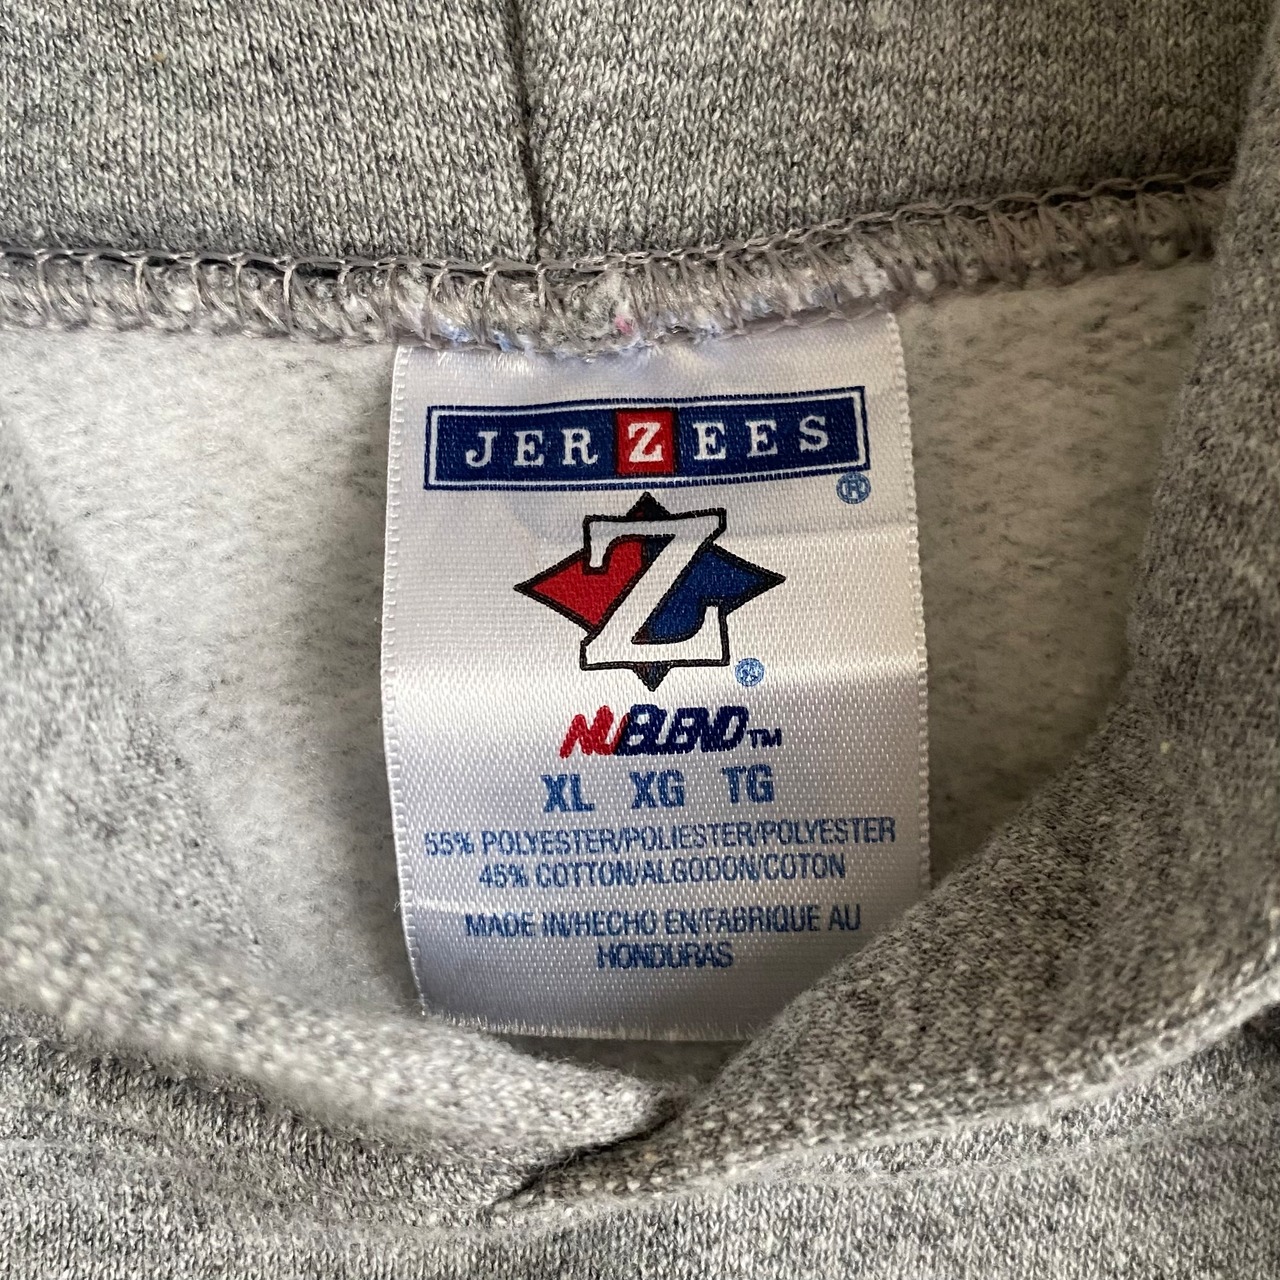 JERZEES
®
Z
®
NUBLEND™
XL XG TG
55% POLYESTER/POLIESTER/POLYESTER
45% COTTON/ALGODON/COTON
MADE IN/HECHO EN/FABRIQUE AU
HONDURAS